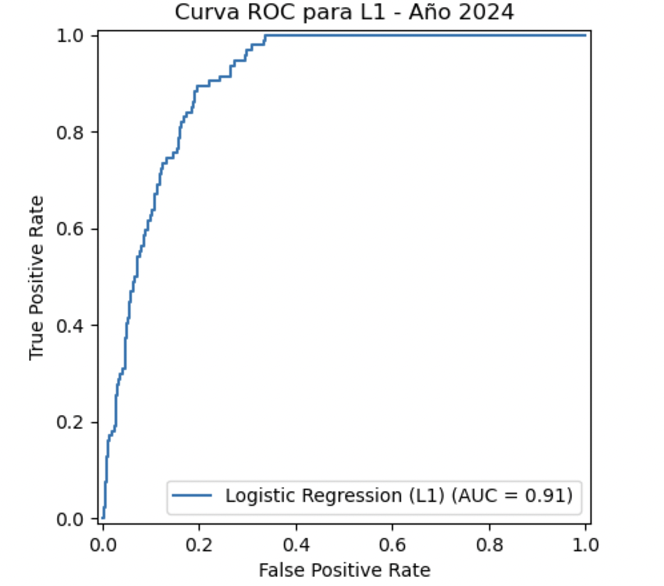 Curva ROC para L1 - Año 2024
True Positive Rate
1.0
0.8
0.6
0.4
0.2
0.0
Logistic Regression (L1) (AUC = 0.91)
0.0 0.2 0.4 0.6 0.8 1.0
False Positive Rate